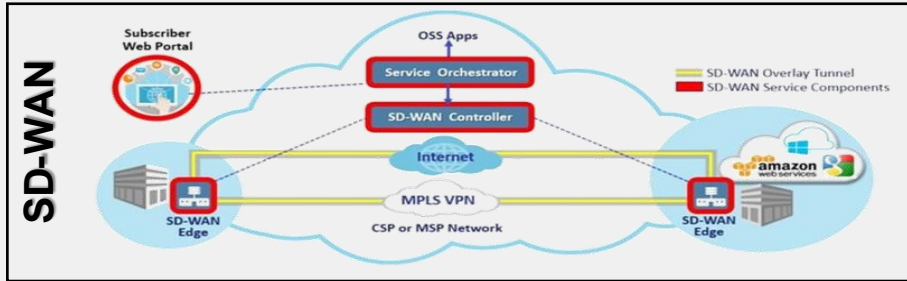 SD-WAN
Subscriber
Web Portal
OSS Apps
Service Orchestrator
SD-WAN Controller
SD-WAN Overlay Tunnel
SD-WAN Service Components
Internet
amazon
web services
MPLS VPN
SD-WAN
Edge
CSP or MSP Network
SD-WAN
Edge